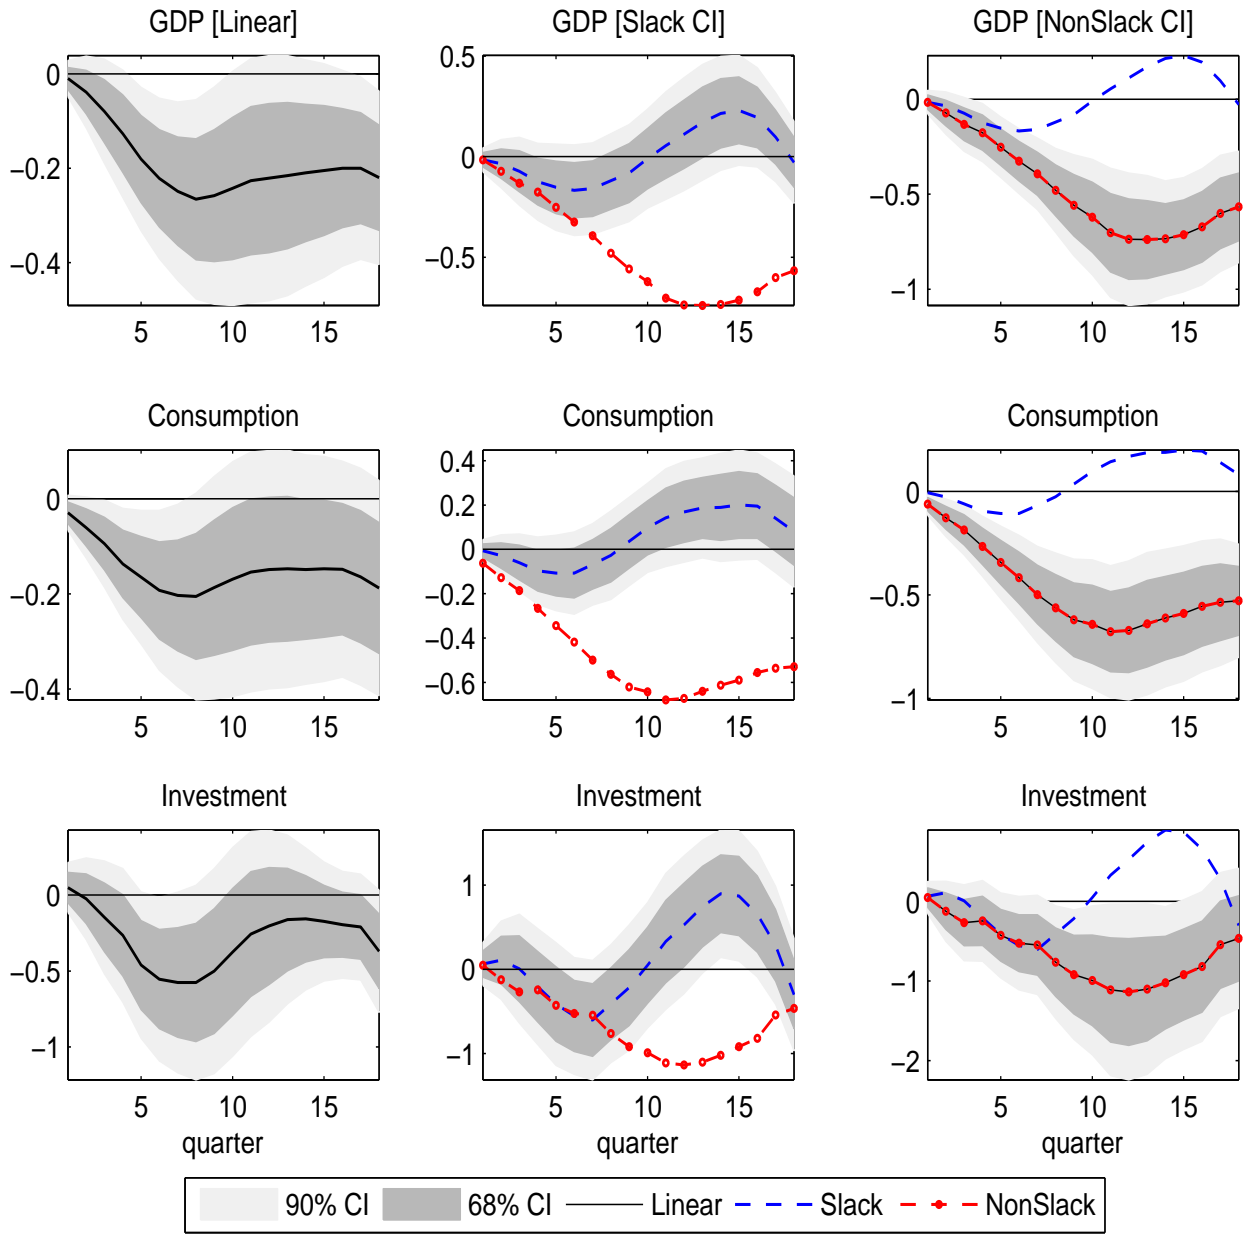 GDP [Linear] GDP [Slack CI] GDP [NonSlack CI]
0 0.5 0
−0.2 0 −0.5
−0.4 −0.5 −1
5 10 15 5 10 15 5 10 15
Consumption Consumption Consumption
0 0.4 0
−0.2 0.2 −0.5
−0.4 0 −1
−0.2
−0.4
−0.6
5 10 15 5 10 15 5 10 15
Investment Investment Investment
0 1 0
−0.5 0 −1
−1 −1 −2
5 10 15 5 10 15 5 10 15
quarter quarter quarter
90% CI 68% CI Linear Slack NonSlack